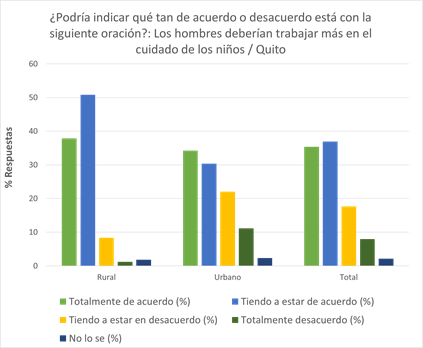 ¿Podría indicar qué tan de acuerdo o desacuerdo está con la
siguiente oración?: Los hombres deberían trabajar más en el
cuidado de los niños / Quito
% Respuestas
60
50
40
30
20
10
0
Rural
Urbano
Total
Totalmente de acuerdo (%)
Tiendo a estar de acuerdo (%)
Tiendo a estar en desacuerdo (%)
Totalmente desacuerdo (%)
No lo se (%)